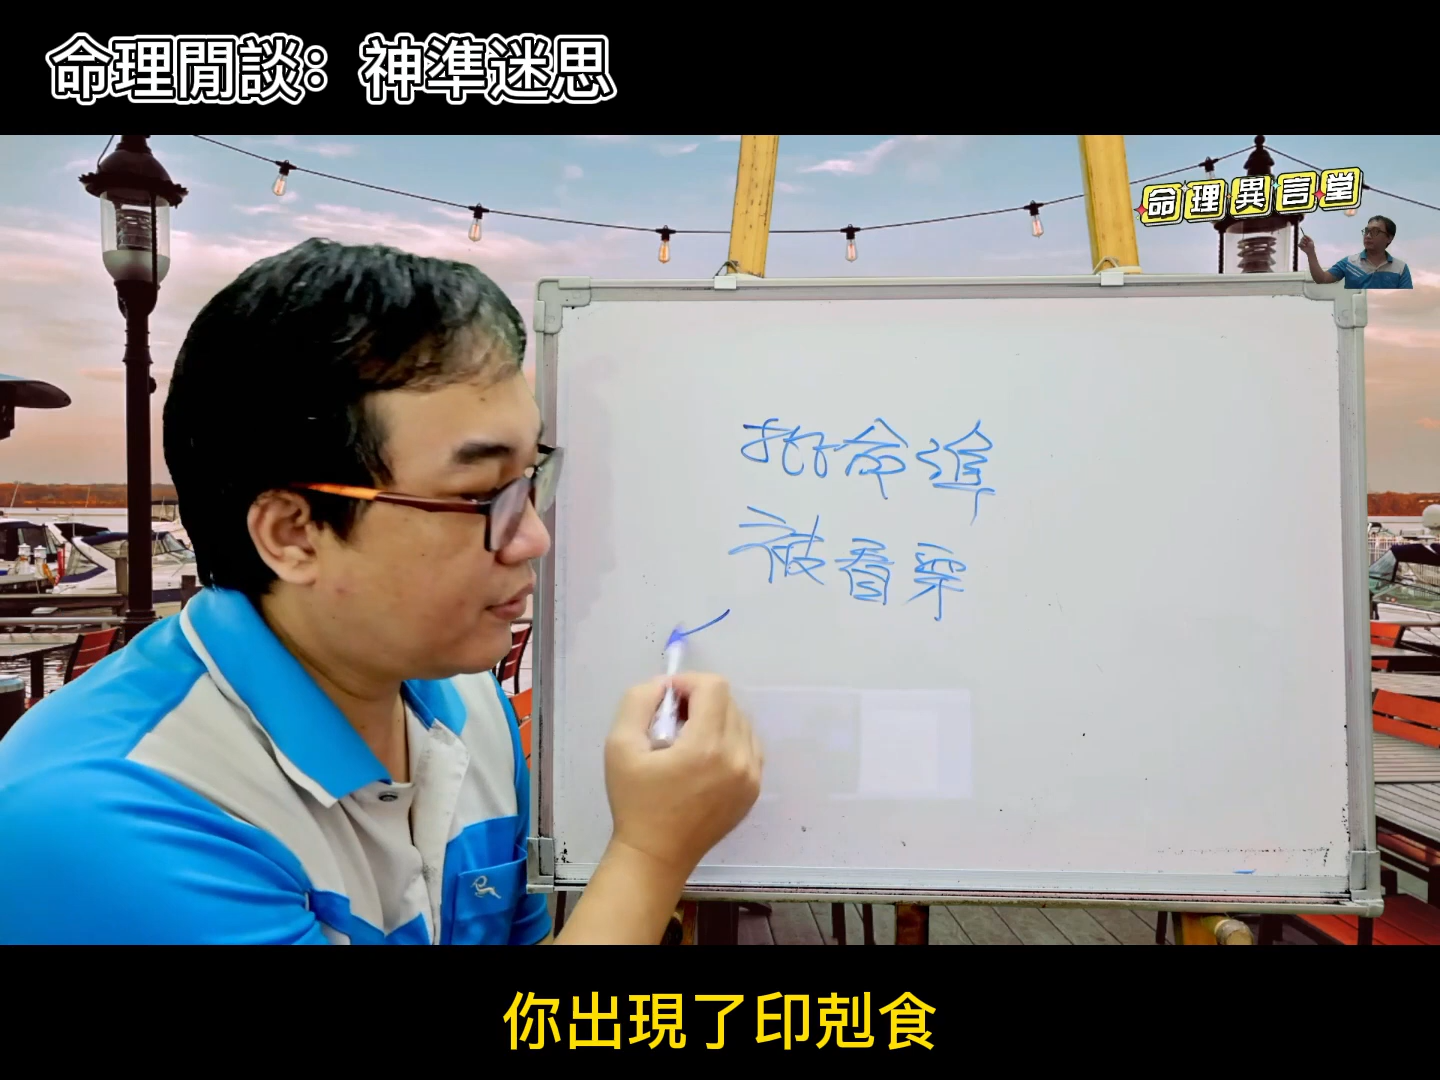 命理閒談：神準迷思
命理異言堂
批命準
被看穿
你出現了印剋食